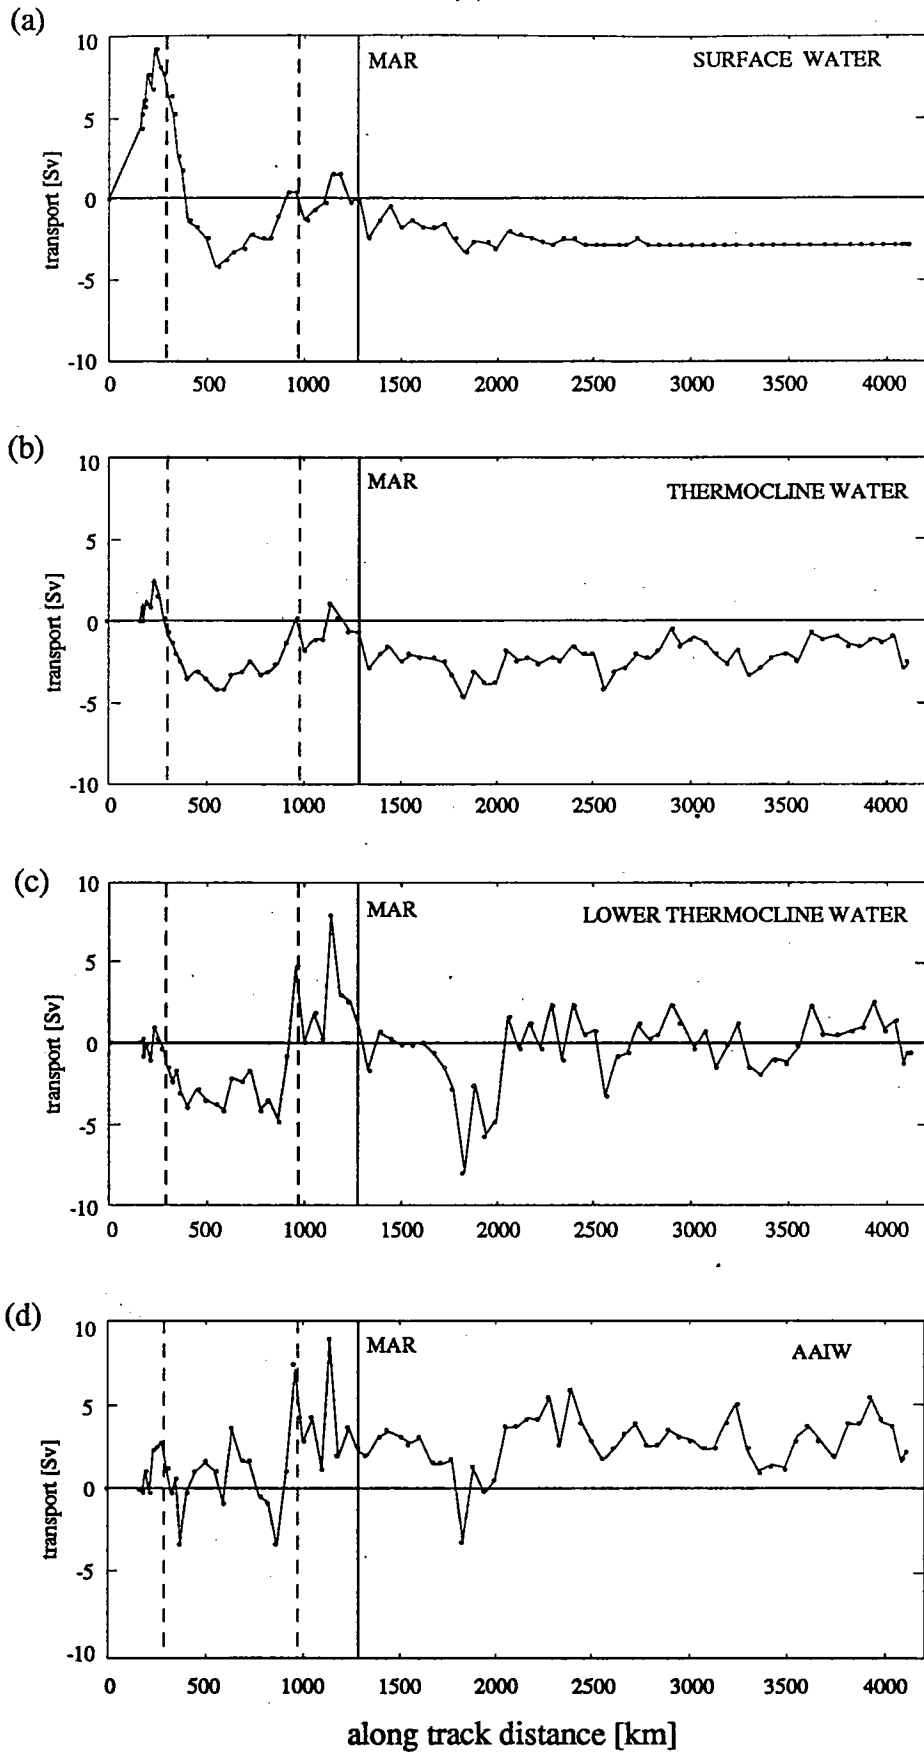 (a)
10
5
0
-5
-10
transport [Sv]
MAR
SURFACE WATER
0 500 1000 1500 2000 2500 3000 3500 4000
(b)
10
5
0
-5
-10
transport [Sv]
MAR
THERMOCLINE WATER
0 500 1000 1500 2000 2500 3000 3500 4000
(c)
10
5
0
-5
-10
transport [Sv]
MAR
LOWER THERMOCLINE WATER
0 500 1000 1500 2000 2500 3000 3500 4000
(d)
10
5
0
-5
-10
transport [Sv]
MAR
AAIW
0 500 1000 1500 2000 2500 3000 3500 4000
along track distance [km]